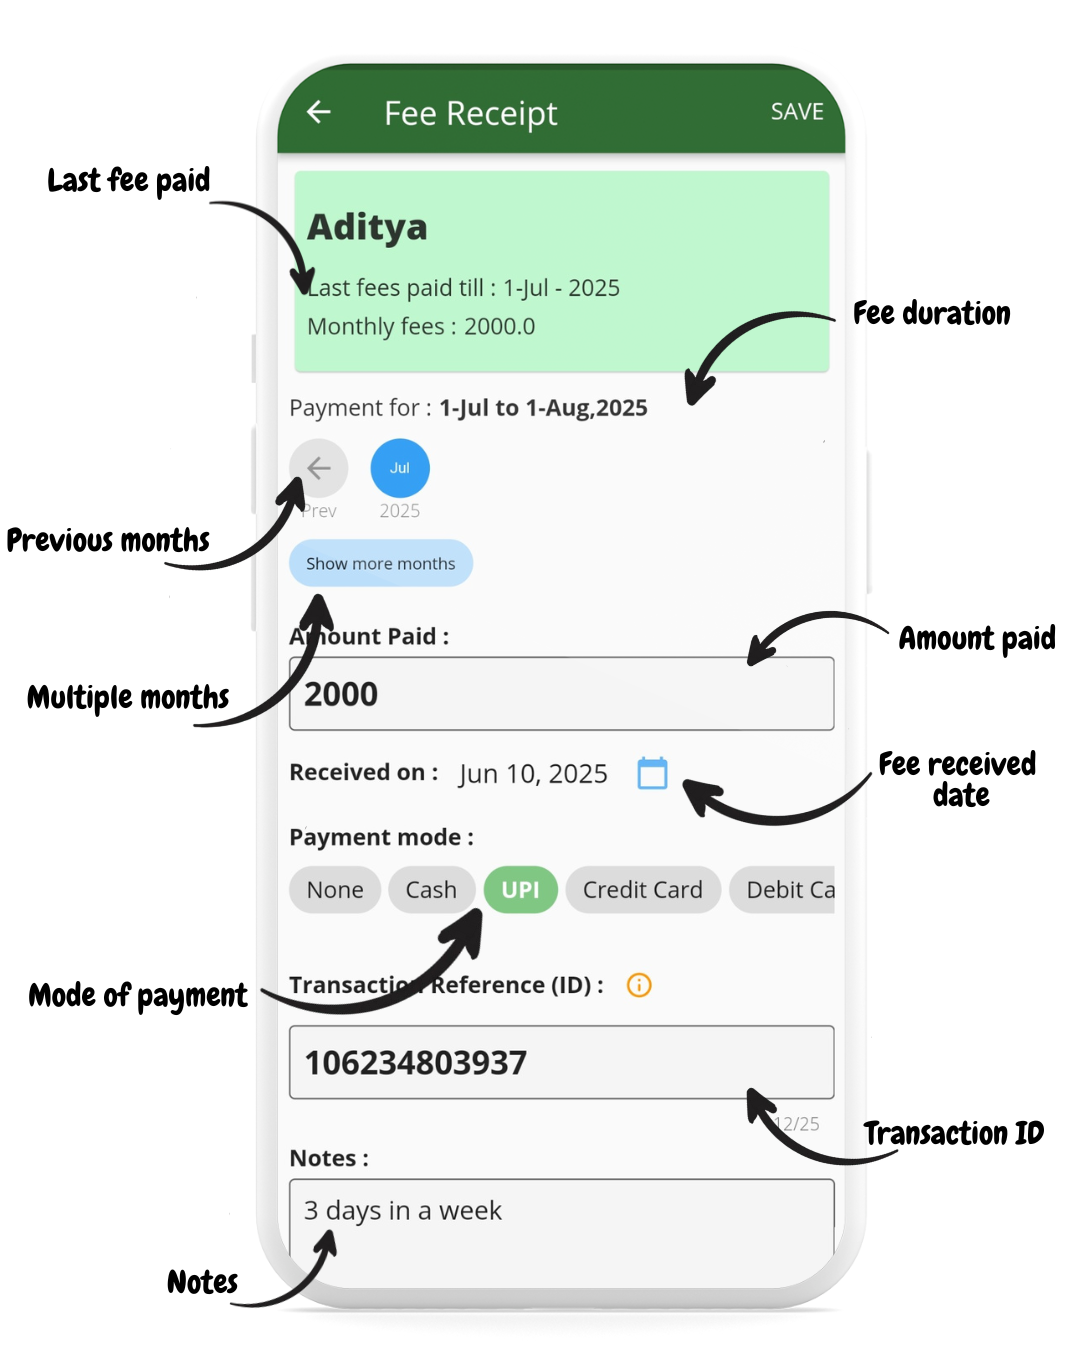 Fee Receipt
SAVE
Last fee paid
Aditya
Last fees paid till : 1-Jul - 2025
Monthly fees : 2000.0
Fee duration
Payment for : 1-Jul to 1-Aug,2025
Jul
Prev
2025
Previous months
Show more months
Amount Paid :
Amount paid
2000
Multiple months
Received on : Jun 10, 2025
Fee received
date
Payment mode :
None
Cash
UPI
Credit Card
Debit Ca
Transaction Reference (ID) :
Mode of payment
106234803937
12/25
Transaction ID
Notes :
3 days in a week
Notes